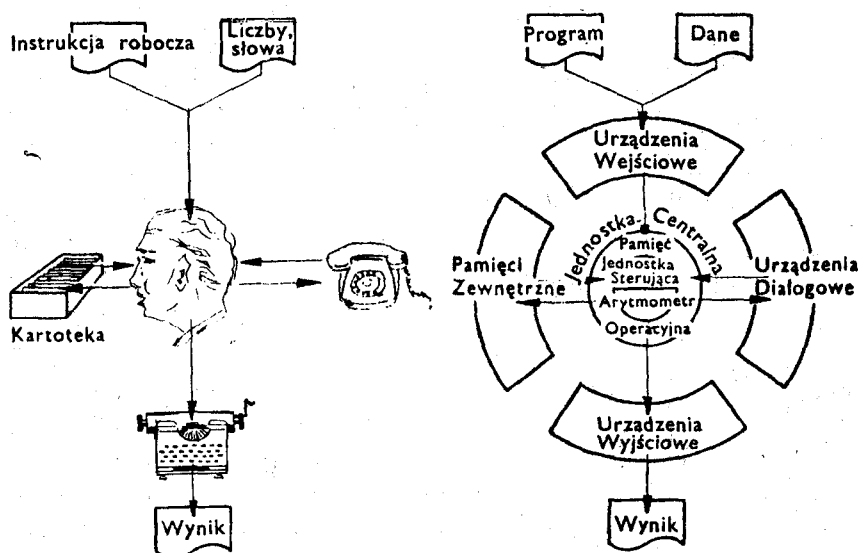 Instrukcja robocza
Liczby,
słowa
Kartoteka
Wynik
Program
Dane
Urządzenia
Wejściowe
Jednostka Centralna
Pamięć
Jednostka
Sterująca
Arytmometr
Operacyjna
Pamięci
Zewnętrzne
Urządzenia
Dialogowe
Urządzenia
Wyjściowe
Wynik